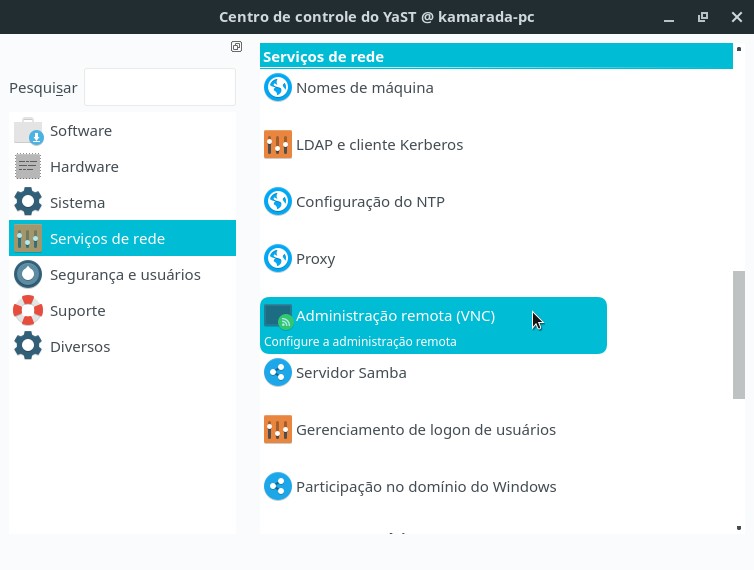 Centro de controle do YaST @ kamarada-pc
Pesquisar
Software
Hardware
Sistema
Serviços de rede
Segurança e usuários
Suporte
Diversos
Serviços de rede
Nomes de máquina
LDAP e cliente Kerberos
Configuração do NTP
Proxy
Administração remota (VNC)
Configure a administração remota
Servidor Samba
Gerenciamento de logon de usuários
Participação no domínio do Windows